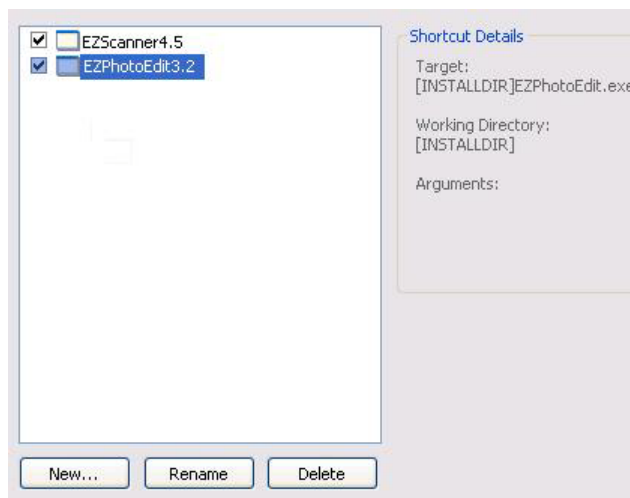 EZScanner4.5
EZPhotoEdit3.2
Shortcut Details
Target:
[INSTALLDIR]EZPhotoEdit.exe
Working Directory:
[INSTALLDIR]
Arguments:
New...
Rename
Delete